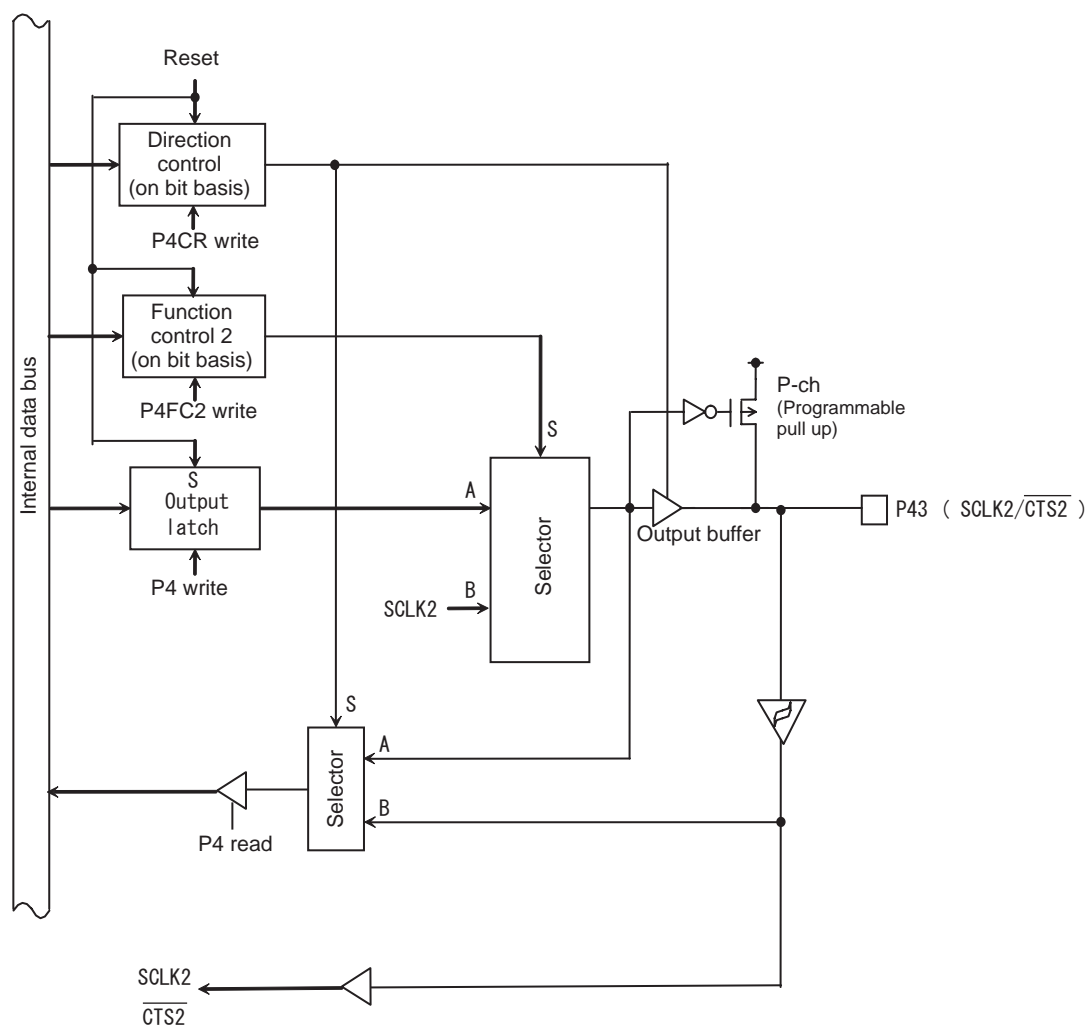 Reset
Direction
control
(on bit basis)
P4CR write
Function
control 2
(on bit basis)
P4FC2 write
Internal data bus
S
Output
latch
P4 write
A
B
SCLK2
S
Selector
P-ch
(Programmable
pull up)
Output buffer
P43 ( SCLK2/CTS2 )
S
A
B
Selector
P4 read
SCLK2
CTS2